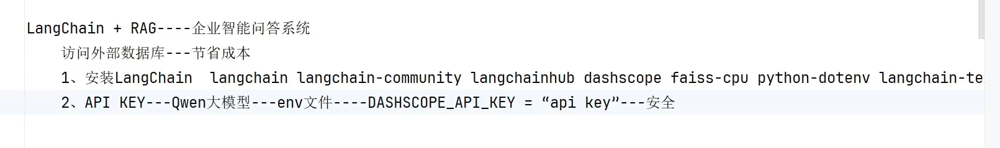 LangChain + RAG----企业智能问答系统
访问外部数据库---节省成本
1、安装LangChain  langchain langchain-community langchainhub dashscope faiss-cpu python-dotenv
2、API KEY---Qwen大模型---env文件----DASHSCOPE_API_KEY = “api key”---安全